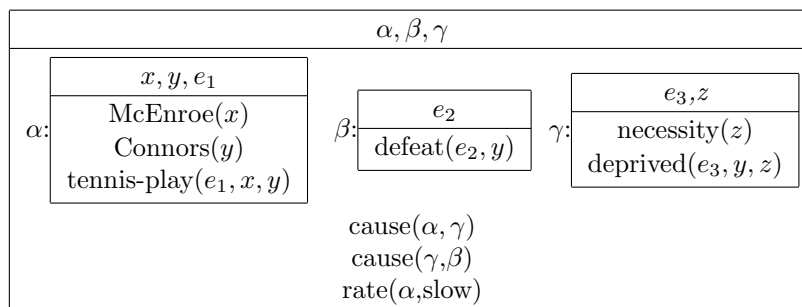 α, β, γ
α:
x, y, e₁
McEnroe(x)
Connors(y)
tennis-play(e₁, x, y)
β:
e₂
defeat(e₂, y)
γ:
e₃,z
necessity(z)
deprived(e₃, y, z)
cause(α, γ)
cause(γ,β)
rate(α,slow)